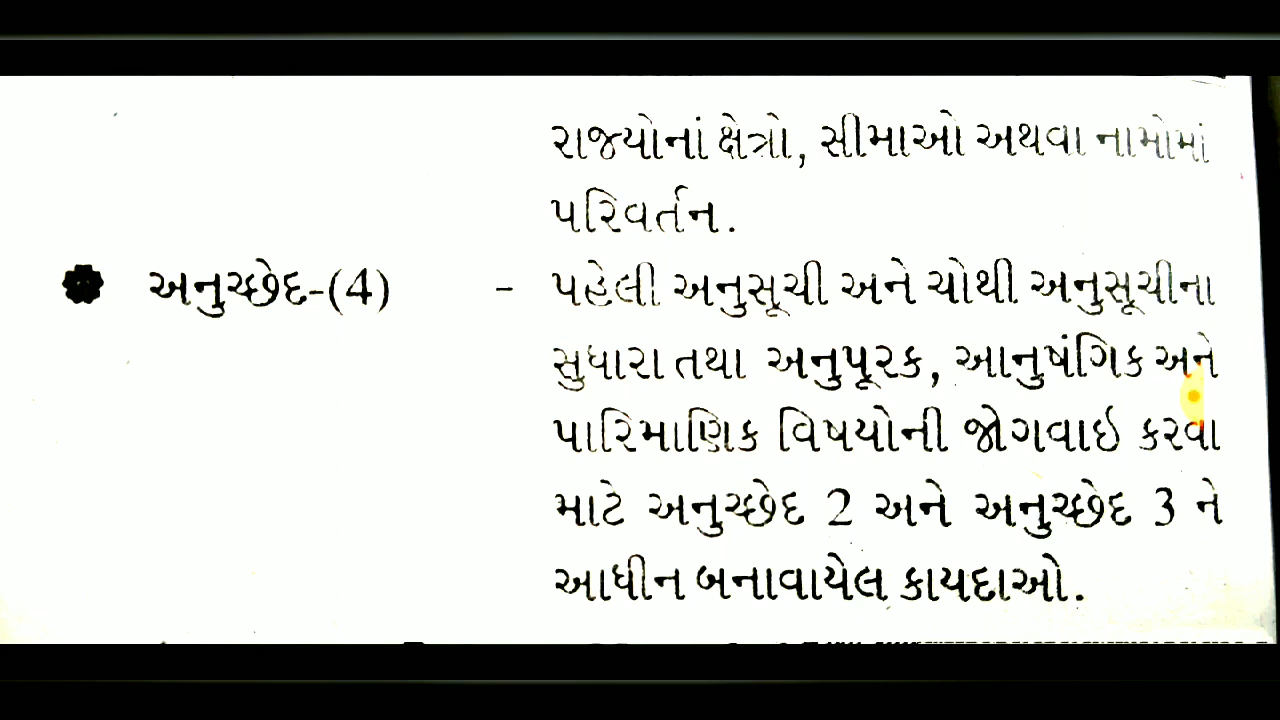 રાજ્યોનાં ક્ષેત્રો, સીમાઓ અથવા નામોમાં
પરિવર્તન.
અનુચ્છેદ-(4) - પહેલી અનુસૂચી અને ચોથી અનુસૂચીના
સુધારા તથા અનુપૂરક, આનુષંગિક અને
પારિમાણિક વિષયોની જોગવાઇ કરવા
માટે અનુચ્છેદ 2 અને અનુચ્છેદ 3 ને
આધીન બનાવાયેલ કાયદાઓ.